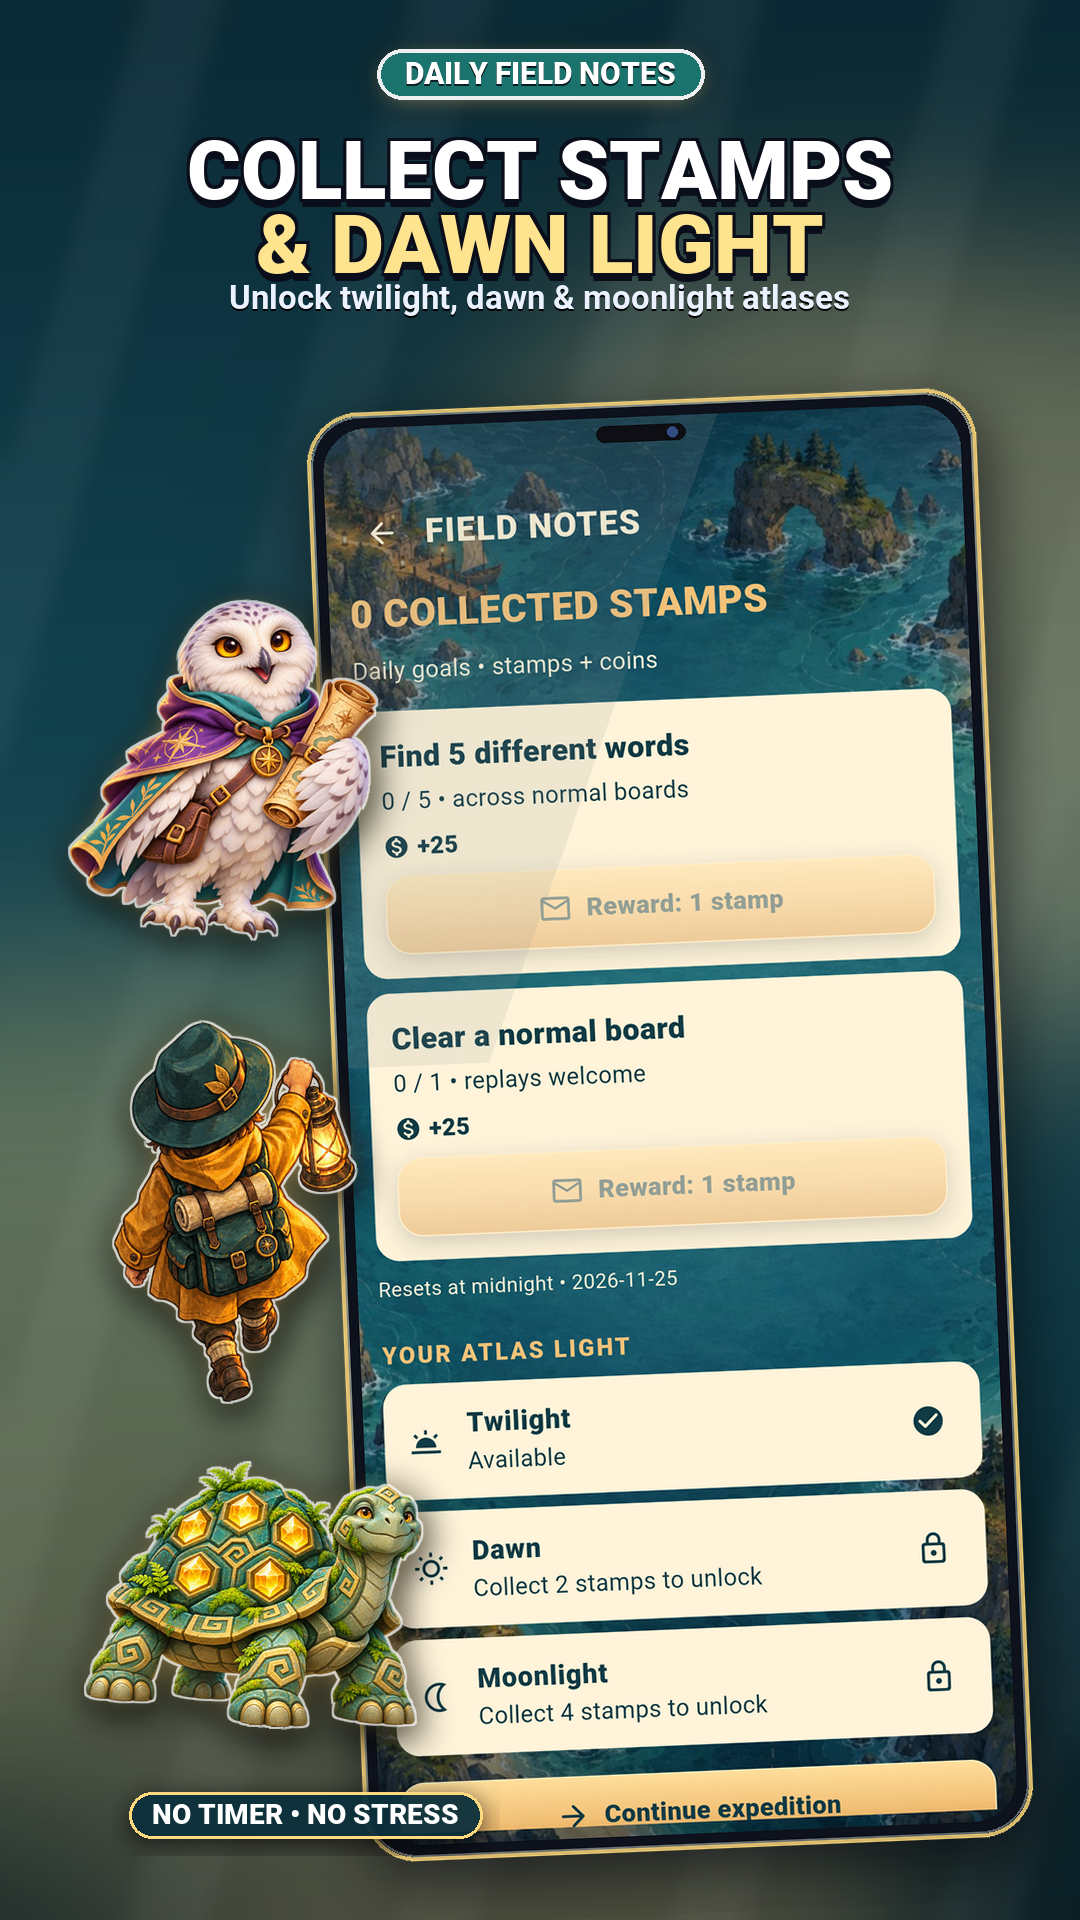 DAILY FIELD NOTES
COLLECT STAMPS
& DAWN LIGHT
Unlock twilight, dawn & moonlight atlases
FIELD NOTES
0 COLLECTED STAMPS
Daily goals • stamps + coins
Find 5 different words
0 / 5 • across normal boards
+25
Reward: 1 stamp
Clear a normal board
0 / 1 • replays welcome
+25
Reward: 1 stamp
Resets at midnight • 2026-11-25
YOUR ATLAS LIGHT
Twilight
Available
Dawn
Collect 2 stamps to unlock
Moonlight
Collect 4 stamps to unlock
Continue expedition
NO TIMER • NO STRESS